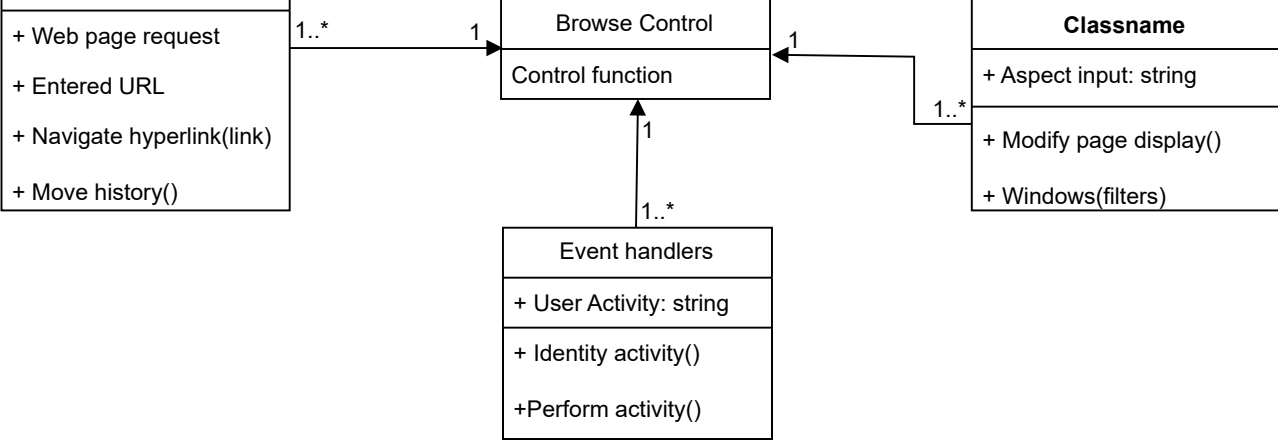 + Web page request
+ Entered URL
+ Navigate hyperlink(link)
+ Move history()
1..*
1
Browse Control
Control function
1
1..*
Classname
+ Aspect input: string
+ Modify page display()
+ Windows(filters)
1
1..*
Event handlers
+ User Activity: string
+ Identity activity()
+Perform activity()